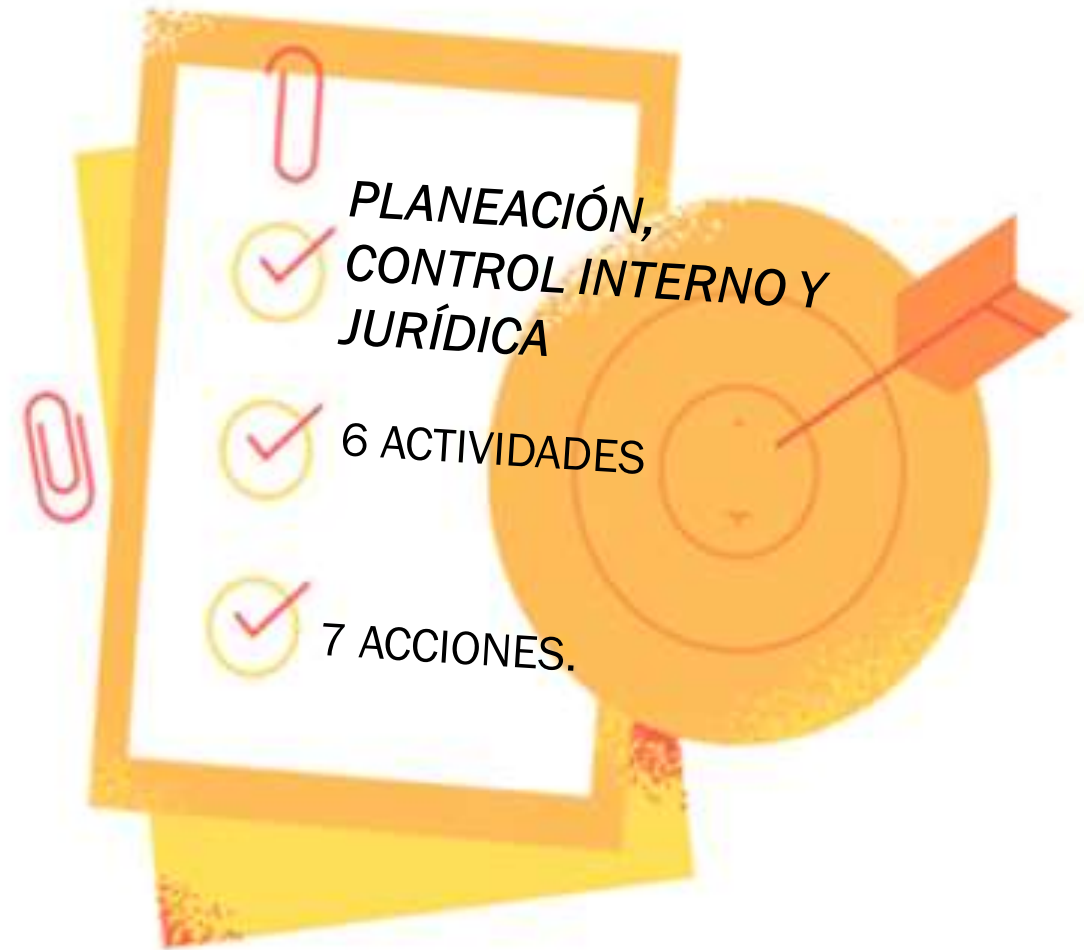 PLANEACIÓN,
CONTROL INTERNO Y
JURÍDICA
6 ACTIVIDADES
7 ACCIONES.